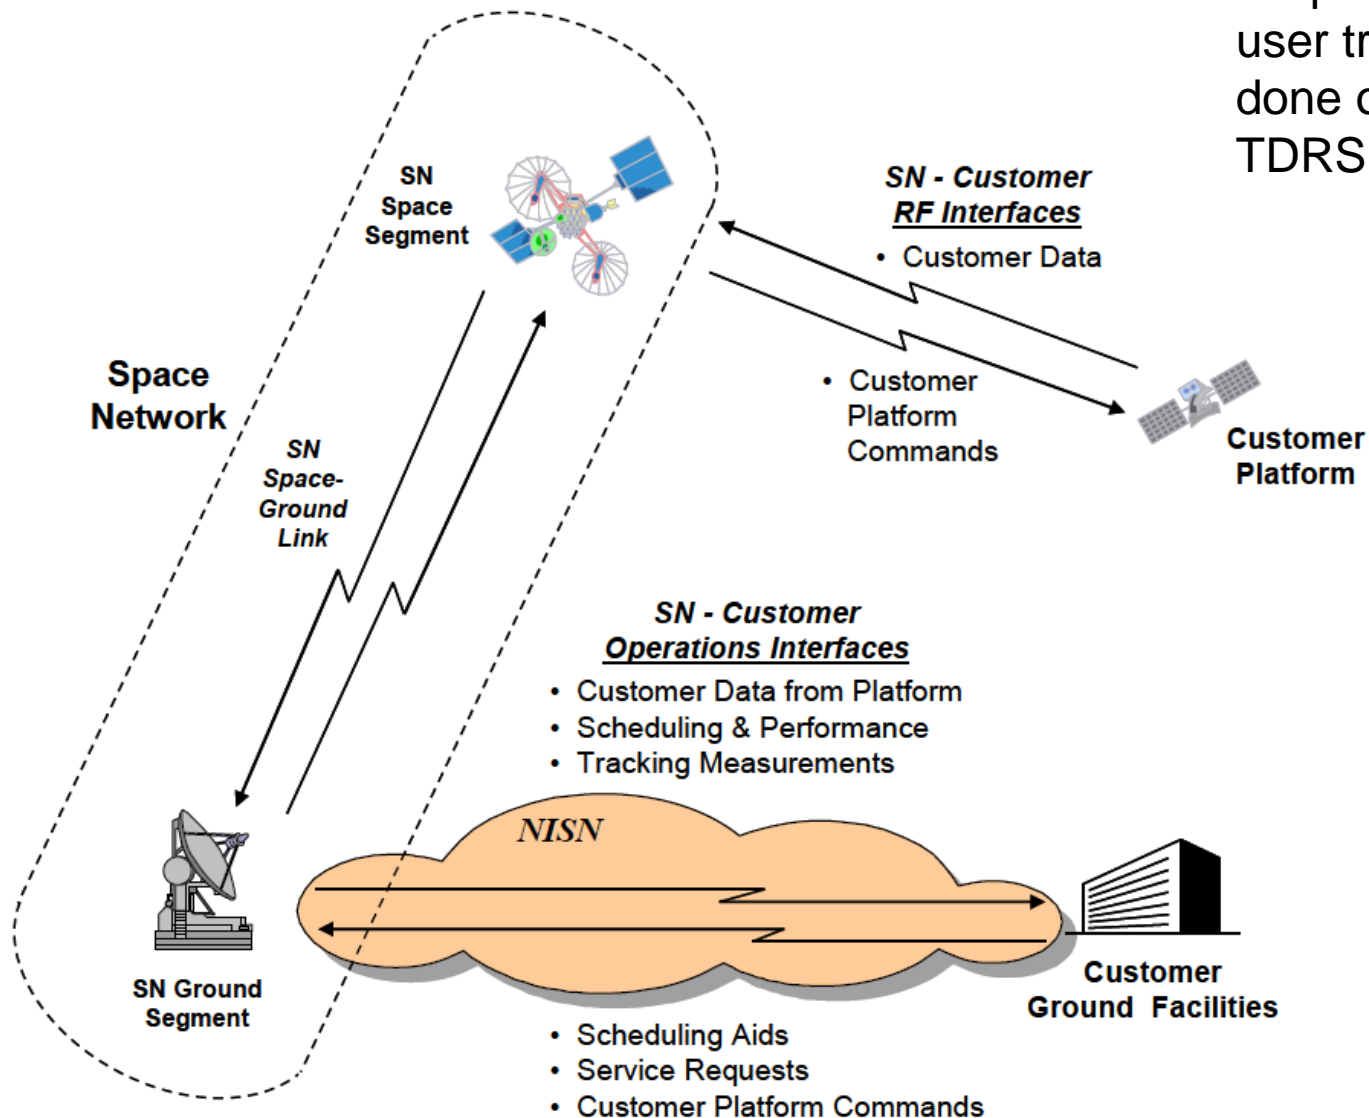 user tr
done o
TDRS
SN
Space
Segment
SN - Customer
RF Interfaces
• Customer Data
Space
Network
• Customer
Platform
Commands
Customer
Platform
SN
Space-
Ground
Link
SN - Customer
Operations Interfaces
• Customer Data from Platform
• Scheduling & Performance
• Tracking Measurements
NISN
SN Ground
Segment
Customer
Ground Facilities
• Scheduling Aids
• Service Requests
• Customer Platform Commands